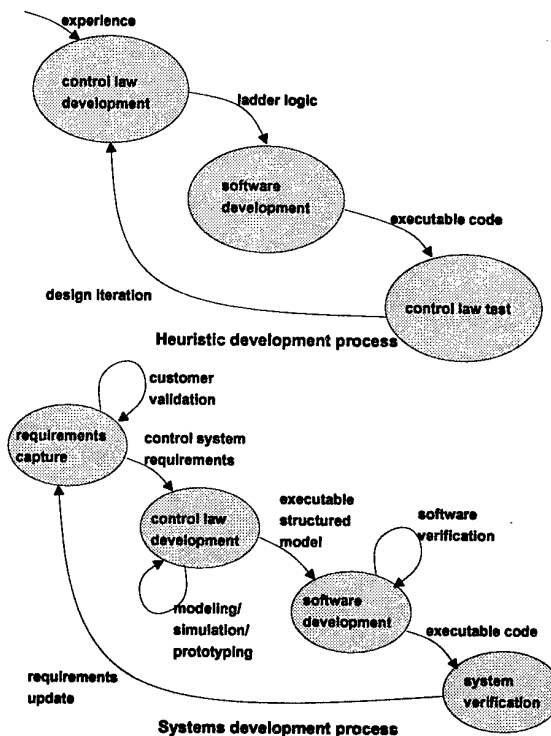 experience
control law
development
ladder logic
software
development
executable code
control law test
design iteration
Heuristic development process
customer
validation
requirements
capture
control system
requirements
control law
development
executable
structured
model
software
verification
modeling/
simulation/
prototyping
software
development
executable code
requirements
update
system
verification
Systems development process